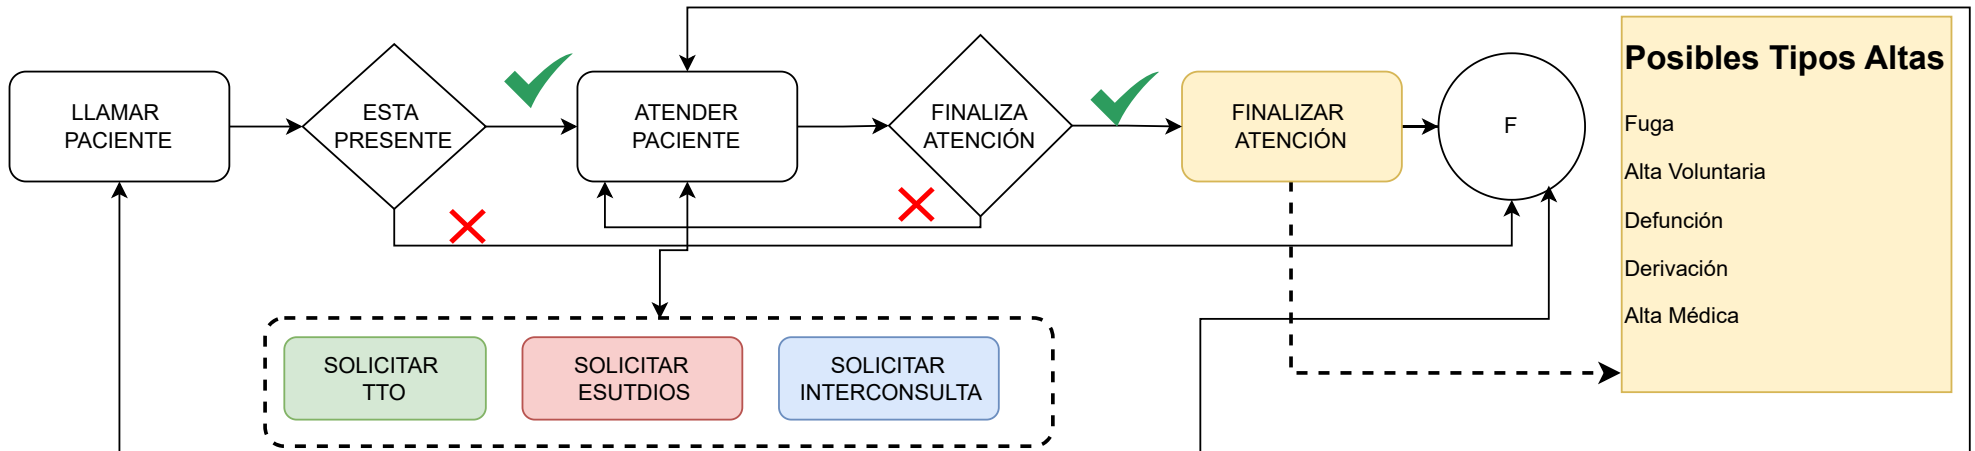 LLAMAR
PACIENTE
ESTA
PRESENTE
ATENDER
PACIENTE
FINALIZA
ATENCIÓN
FINALIZAR
ATENCIÓN
F
Posibles Tipos Altas
Fuga
Alta Voluntaria
Defunción
Derivación
Alta Médica
SOLICITAR
TTO
SOLICITAR
ESUTDIOS
SOLICITAR
INTERCONSULTA